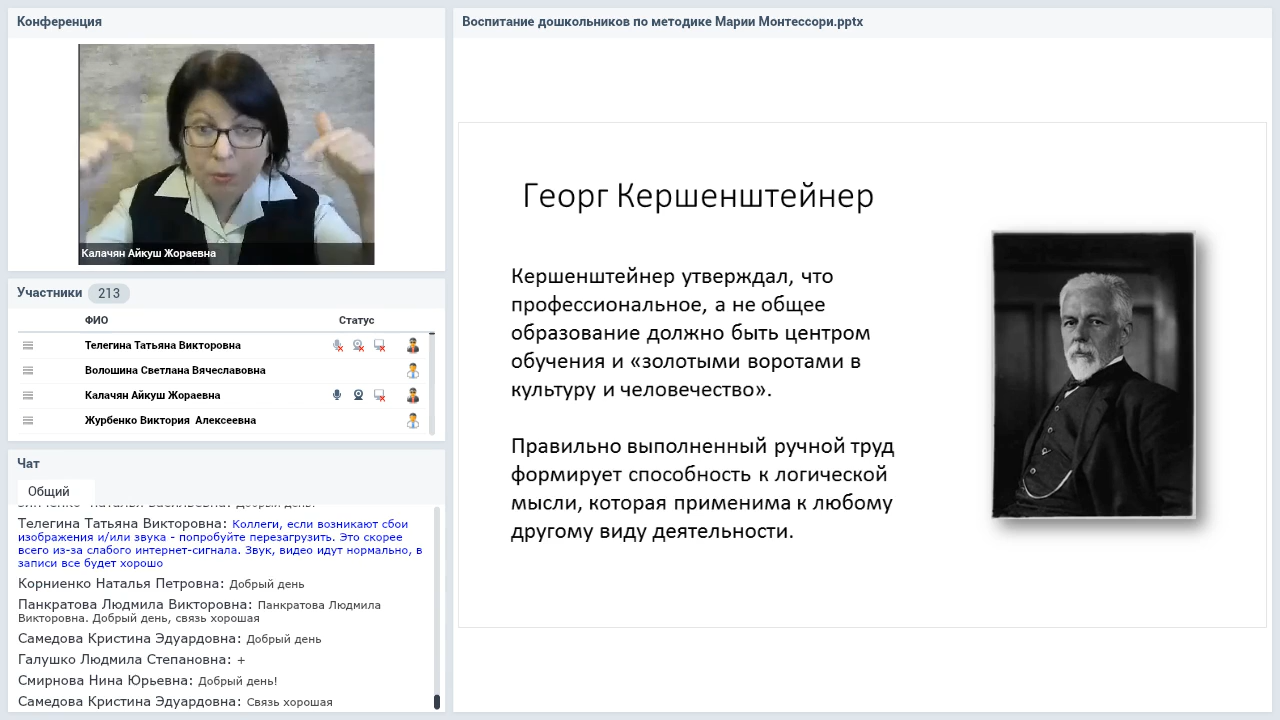 Конференция
Калачян Айкуш Жораевна
Участники 213
ФИО Статус
Телегина Татьяна Викторовна
Волошина Светлана Вячеславовна
Калачян Айкуш Жораевна
Журбенко Виктория Алексеевна
Чат
Общий
Телегина Татьяна Викторовна: Коллеги, если возникают сбои
изображения и/или звука - попробуйте перезагрузить. Это скорее
всего из-за слабого интернет-сигнала. Звук, видео идут нормально, в
записи все будет хорошо
Корниенко Наталья Петровна: Добрый день
Панкратова Людмила Викторовна: Панкратова Людмила
Викторовна. Добрый день, связь хорошая
Самедова Кристина Эдуардовна: Добрый день
Галушко Людмила Степановна: +
Смирнова Нина Юрьевна: Добрый день!
Самедова Кристина Эдуардовна: Связь хорошая
Воспитание дошкольников по методике Марии Монтессори.pptx
Георг Кершенштейнер
Кершенштейнер утверждал, что
профессиональное, а не общее
образование должно быть центром
обучения и «золотыми воротами в
культуру и человечество».
Правильно выполненный ручной труд
формирует способность к логической
мысли, которая применима к любому
другому виду деятельности.